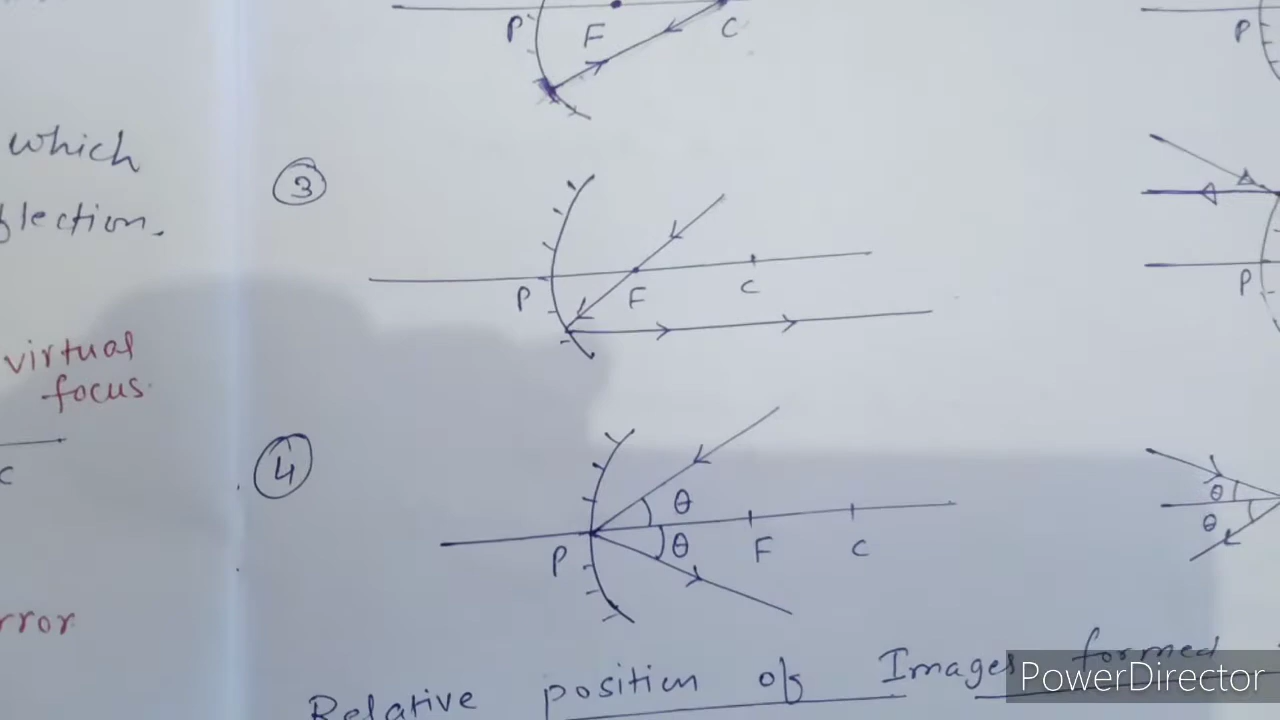 P F C
P
which
flection.
③
P F C
P
virtual
focus.
C
④
θ
θ
P F C
θ
θ
rror
Relative position of Images formed
PowerDirector